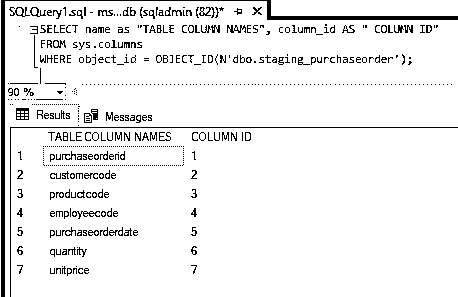 SQLQuery1.sql - ms...db (sqladmin (82))* X
SELECT name as "TABLE COLUMN NAMES", column_id AS " COLUMN ID"
FROM sys.columns
WHERE object_id = OBJECT_ID(N'dbo.staging_purchaseorder');
90 %
Results Messages
TABLE COLUMN NAMES COLUMN ID
1 purchaseorderid 1
2 customercode 2
3 productcode 3
4 employeecode 4
5 purchaseorderdate 5
6 quantity 6
7 unitprice 7